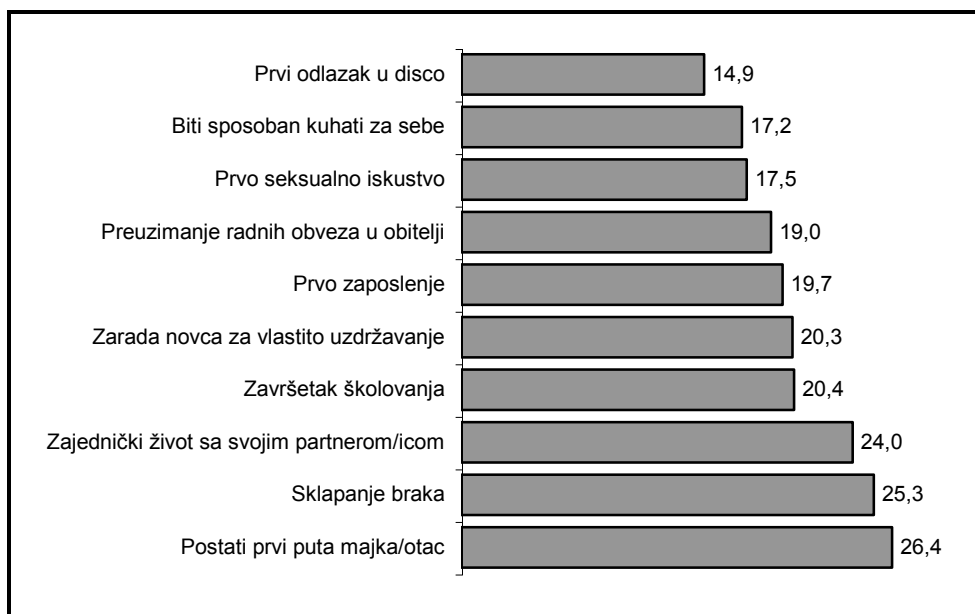 Prvi odlazak u disco 14,9
Biti sposoban kuhati za sebe 17,2
Prvo seksualno iskustvo 17,5
Preuzimanje radnih obveza u obitelji 19,0
Prvo zaposlenje 19,7
Zarada novca za vlastito uzdržavanje 20,3
Završetak školovanja 20,4
Zajednički život sa svojim partnerom/icom 24,0
Sklapanje braka 25,3
Postati prvi puta majka/otac 26,4